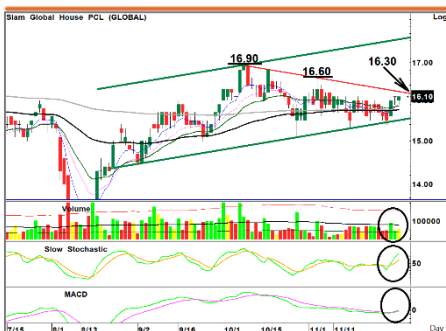 Siam Global House PCL (GLOBAL)
Log
16.90
16.60
16.30
17.00
16.10
15.00
14.00
Volume
100000
Slow Stochastic
50
MACD
0
7/15 8/1 8/13 9/2 9/16 10/1 10/15 11/1 11/11 Day